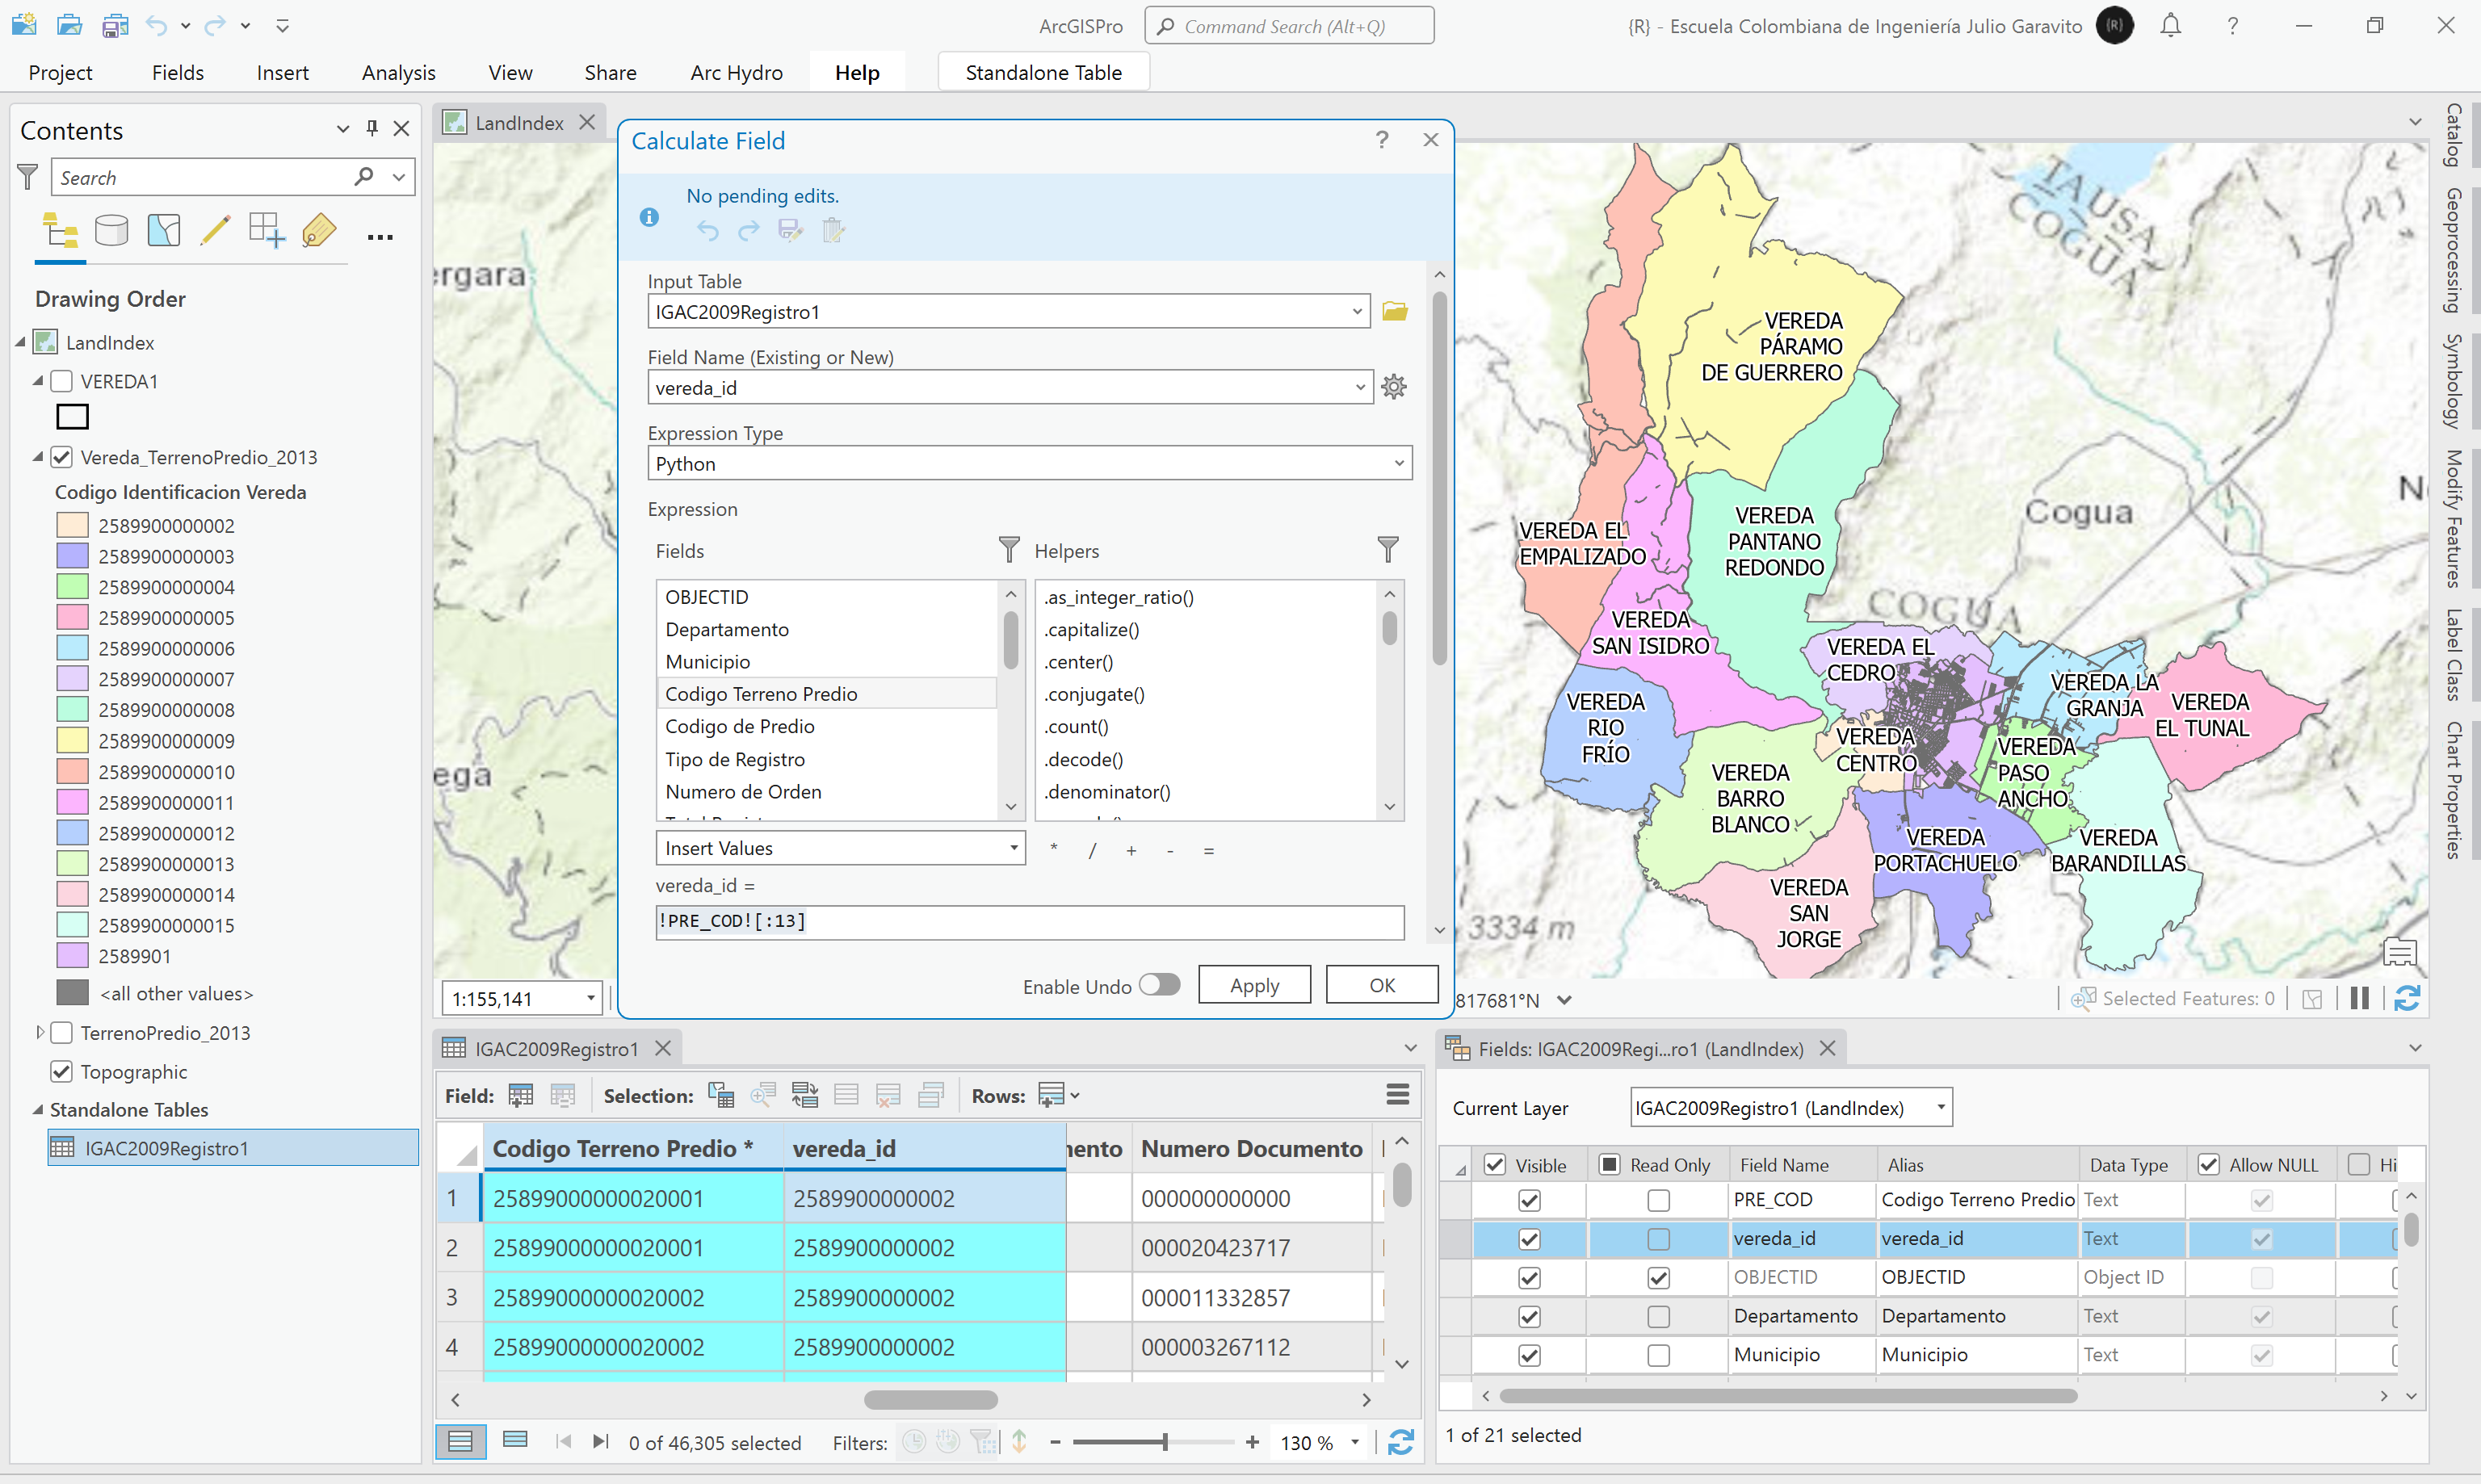 ArcGISPro
Command Search (Alt+Q)
{R} - Escuela Colombiana de Ingeniería Julio Garavito
{R}
Project
Fields
Insert
Analysis
View
Share
Arc Hydro
Help
Standalone Table
Contents
Search
Drawing Order
LandIndex
VEREDA1
Vereda_TerrenoPredio_2013
Codigo Identificacion Vereda
2589900000002
2589900000003
2589900000004
2589900000005
2589900000006
2589900000007
2589900000008
2589900000009
2589900000010
2589900000011
2589900000012
2589900000013
2589900000014
2589900000015
2589901
<all other values>
TerrenoPredio_2013
Topographic
Standalone Tables
IGAC2009Registro1
LandIndex
ergara
ega
1:155,141
Calculate Field
No pending edits.
Input Table
IGAC2009Registro1
Field Name (Existing or New)
vereda_id
Expression Type
Python
Expression
Fields
OBJECTID
Departamento
Municipio
Codigo Terreno Predio
Codigo de Predio
Tipo de Registro
Numero de Orden
Helpers
.as_integer_ratio()
.capitalize()
.center()
.conjugate()
.count()
.decode()
.denominator()
Insert Values
* / + - =
vereda_id =
!PRE_COD![:13]
Enable Undo
Apply
OK
TAUSA
COGUA
Cogua
COGUA
3334 m
VEREDA
PÁRAMO
DE GUERRERO
VEREDA EL
EMPALIZADO
VEREDA
PANTANO
REDONDO
VEREDA
SAN ISIDRO
VEREDA EL
CEDRO
VEREDA LA
GRANJA
VEREDA
EL TUNAL
VEREDA
RIO
FRÍO
VEREDA
CENTRO
VEREDA
PASO
ANCHO
VEREDA
BARRO
BLANCO
VEREDA
PORTACHUELO
VEREDA
BARANDILLAS
VEREDA
SAN
JORGE
817681°N
Selected Features: 0
Catalog
Geoprocessing
Symbology
Modify Features
Label Class
Chart Properties
IGAC2009Registro1
Field:
Selection:
Rows:
Codigo Terreno Predio * vereda_id Numero Documento
1 25899000000020001 2589900000002 000000000000
2 25899000000020001 2589900000002 000020423717
3 25899000000020002 2589900000002 000011332857
4 25899000000020002 2589900000002 000003267112
0 of 46,305 selected
Filters:
- + 130 %
Fields: IGAC2009Regi...ro1 (LandIndex)
Current Layer
IGAC2009Registro1 (LandIndex)
Visible Read Only Field Name Alias Data Type Allow NULL Hi
PRE_COD Codigo Terreno Predio Text
vereda_id vereda_id Text
OBJECTID OBJECTID Object ID
Departamento Departamento Text
Municipio Municipio Text
1 of 21 selected